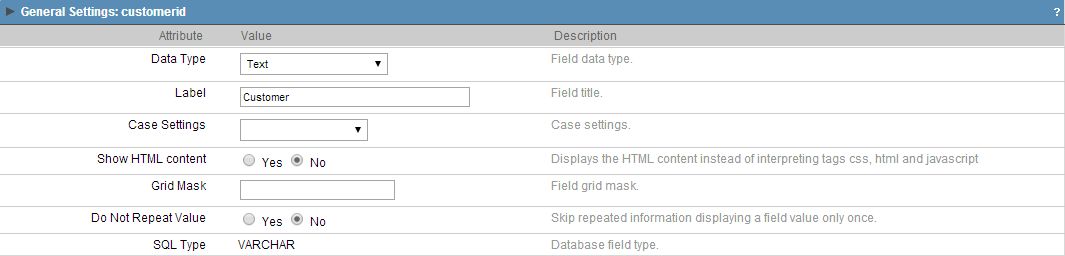 General Settings: customerid ?
Attribute Value Description
Data Type Text Field data type.
Label Customer Field title.
Case Settings Case settings.
Show HTML content Yes No Displays the HTML content instead of interpreting tags css, html and javascript
Grid Mask Field grid mask.
Do Not Repeat Value Yes No Skip repeated information displaying a field value only once.
SQL Type VARCHAR Database field type.